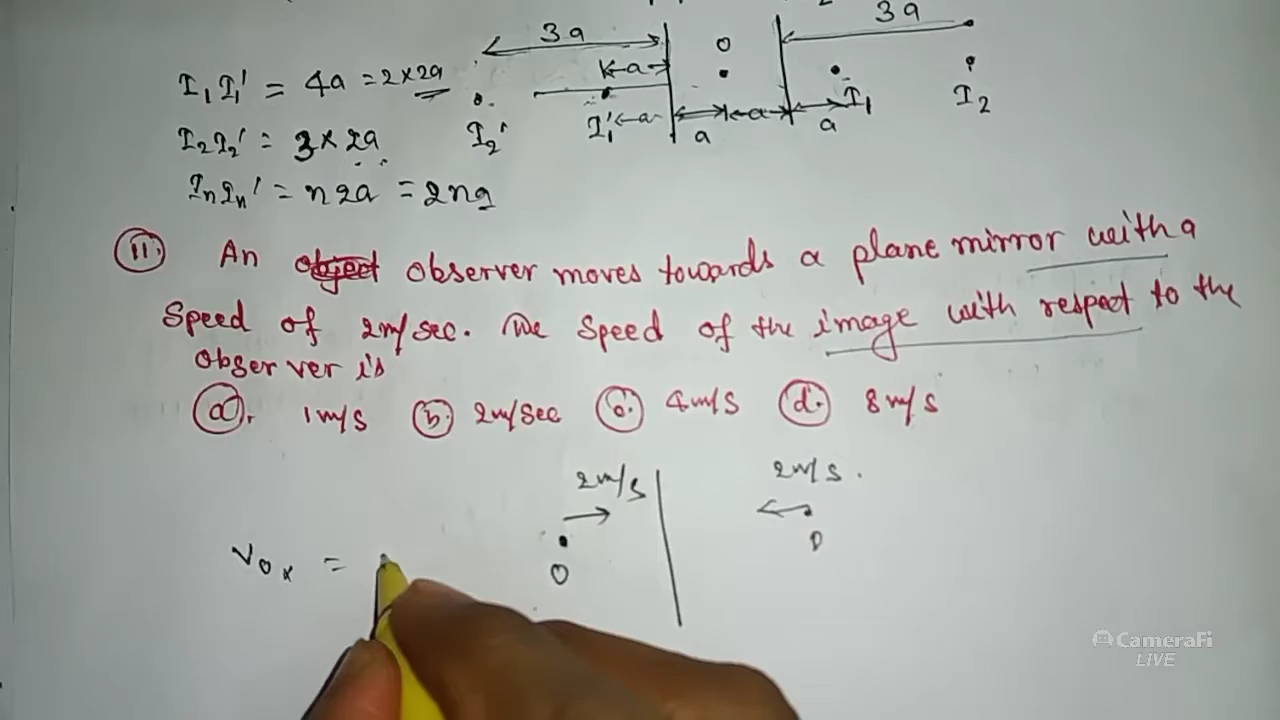 3a
3a
I₁I₁' = 4a = 2×2a
a
I₂I₂' = 3×2a
I₂'
I₁'
a
a
a
a
I₁
I₂
IₙIₙ' = n2a = 2na
11. An observer moves towards a plane mirror with a
Speed of 2m/sec. The speed of the image with respect to the
observer is
a. 1m/s b. 2m/sec c. 4m/s d. 8m/s
2m/s 2m/s.
Vₒₓ =
O
CameraFi
LIVE